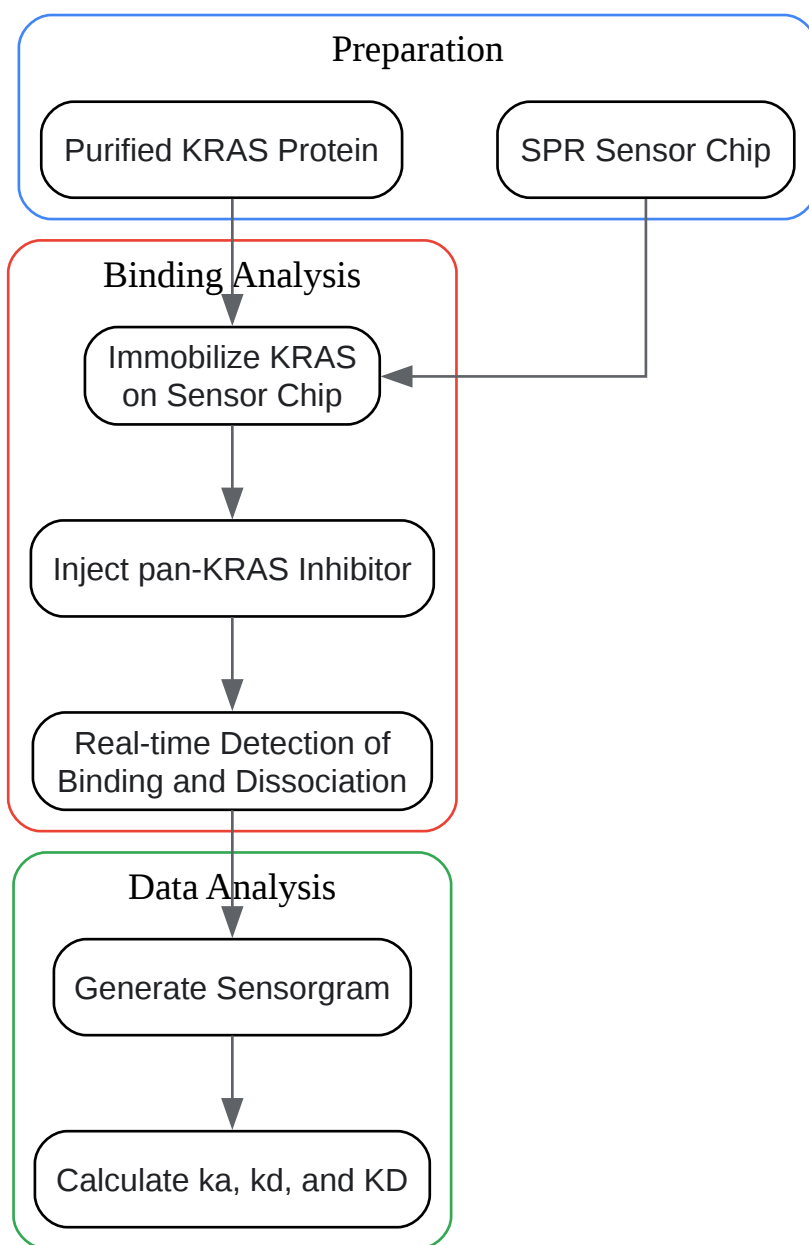 Preparation
Purified KRAS Protein
SPR Sensor Chip
Binding Analysis
Immobilize KRAS
on Sensor Chip
Inject pan-KRAS Inhibitor
Real-time Detection of
Binding and Dissociation
Data Analysis
Generate Sensorgram
Calculate ka, kd, and KD